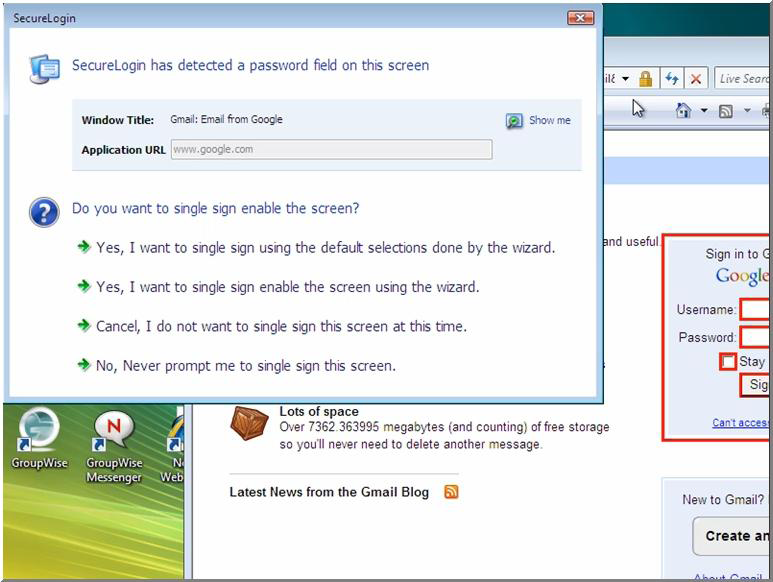 SecureLogin
SecureLogin has detected a password field on this screen
Window Title: Gmail: Email from Google
Show me
Application URL www.google.com
Do you want to single sign enable the screen?
Yes, I want to single sign using the default selections done by the wizard.
Yes, I want to single sign enable the screen using the wizard.
Cancel, I do not want to single sign this screen at this time.
No, Never prompt me to single sign this screen.
Live Sear
and useful.
Sign in to G
Google
Username:
Password:
Stay
Sig
Can't access
Lots of space
Over 7362.363995 megabytes (and counting) of free storage
so you'll never need to delete another message.
Latest News from the Gmail Blog
New to Gmail?
Create an
About Gmail
GroupWise
GroupWise
Messenger
N
Web